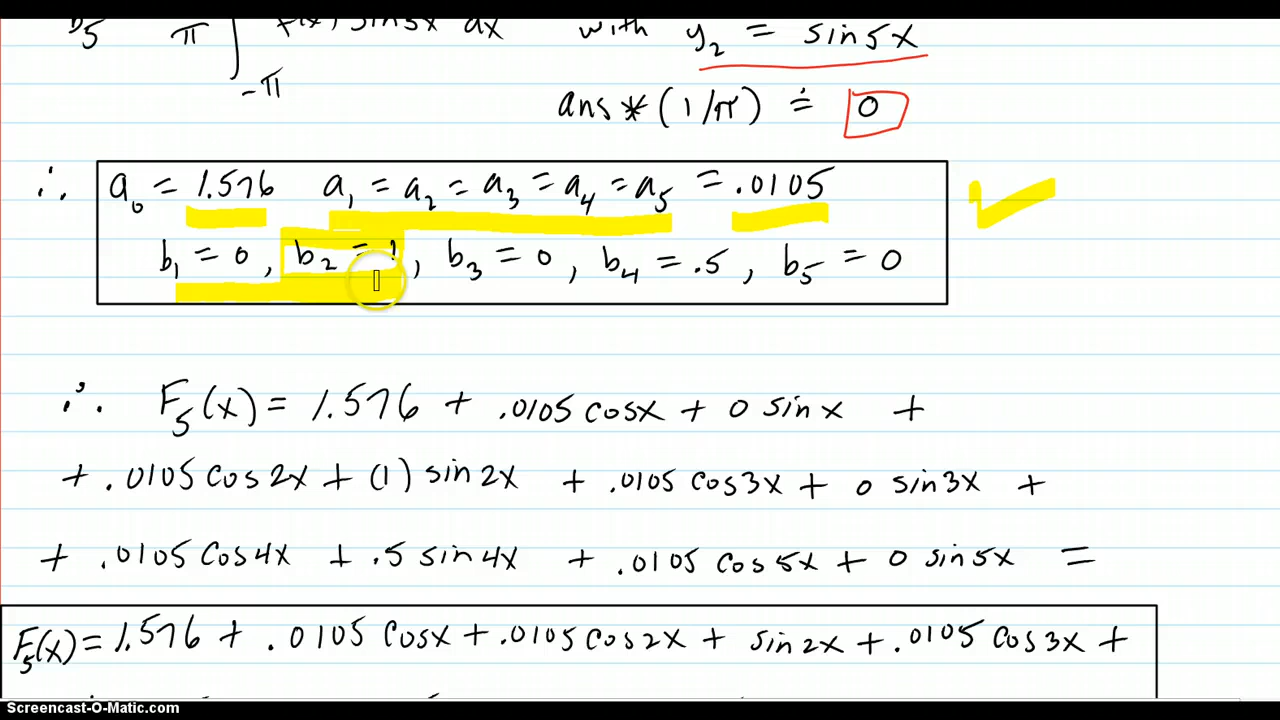 b5 π f(x) sin5x dx with y2 = sin5x
-π
ans * (1/π) ≐ 0
∴ a0 = 1.576 a1 = a2 = a3 = a4 = a5 = .0105
b1 = 0, b2 = 1, b3 = 0, b4 = .5, b5 = 0
∴ F5(x) = 1.576 + .0105 cosx + 0 sinx +
+ .0105 cos2x + (1) sin2x + .0105 cos3x + 0 sin3x +
+ .0105 cos4x + .5 sin4x + .0105 cos5x + 0 sin5x =
F5(x) = 1.576 + .0105 cosx + .0105 cos2x + sin2x + .0105 cos3x +
Screencast-O-Matic.com